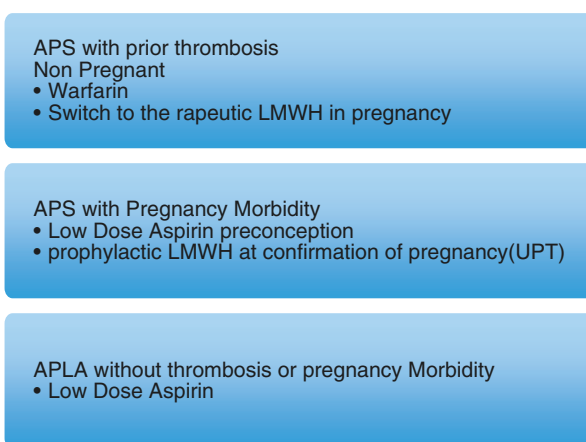 APS with prior thrombosis
Non Pregnant
• Warfarin
• Switch to the rapeutic LMWH in pregnancy
APS with Pregnancy Morbidity
• Low Dose Aspirin preconception
• prophylactic LMWH at confirmation of pregnancy(UPT)
APLA without thrombosis or pregnancy Morbidity
• Low Dose Aspirin